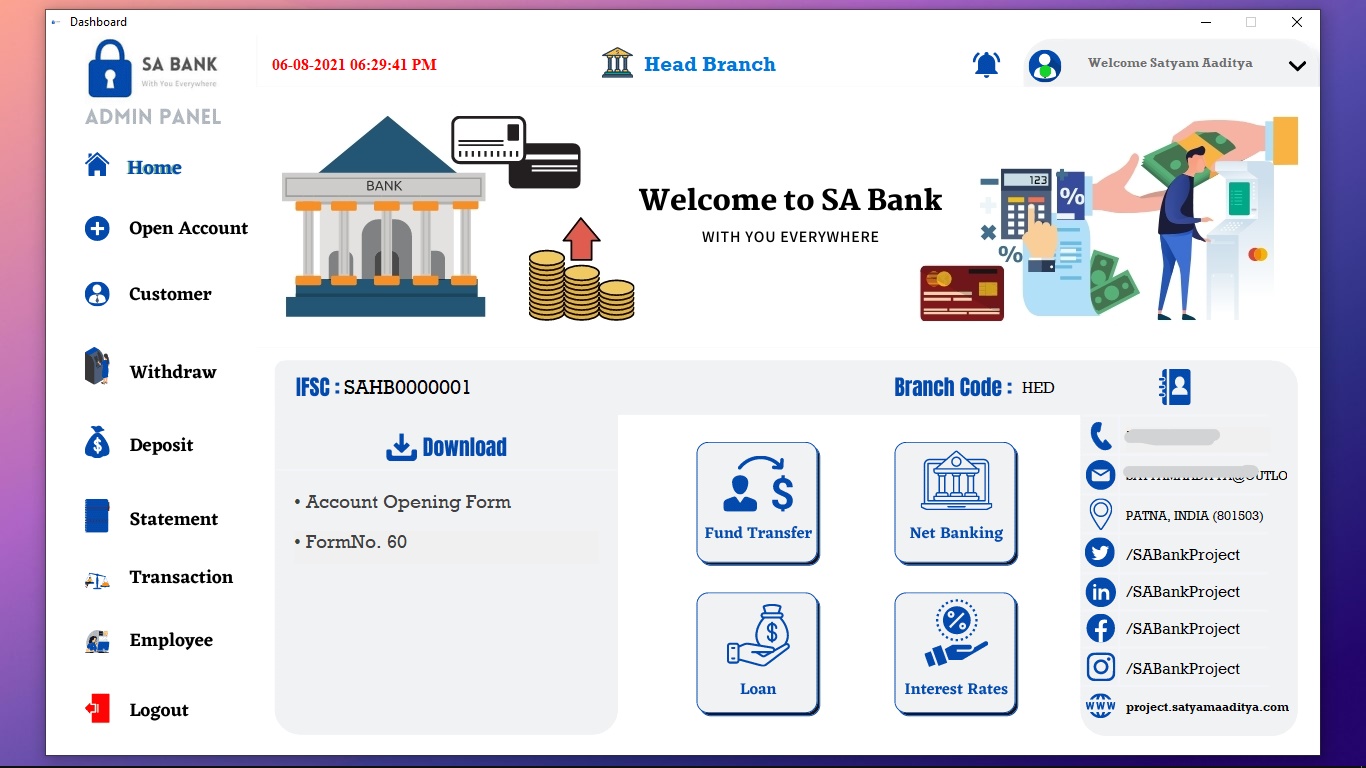 Dashboard
SA BANK
With You Everywhere
ADMIN PANEL
06-08-2021 06:29:41 PM
Head Branch
Welcome Satyam Aaditya
Home
Open Account
Customer
Withdraw
Deposit
Statement
Transaction
Employee
Logout
BANK
Welcome to SA Bank
WITH YOU EVERYWHERE
123
%
%
IFSC : SAHB0000001
Branch Code : HED
Download
• Account Opening Form
• FormNo. 60
Fund Transfer
Net Banking
Loan
Interest Rates
PATNA, INDIA (801503)
/SABankProject
/SABankProject
/SABankProject
/SABankProject
WWW
project.satyamaaditya.com